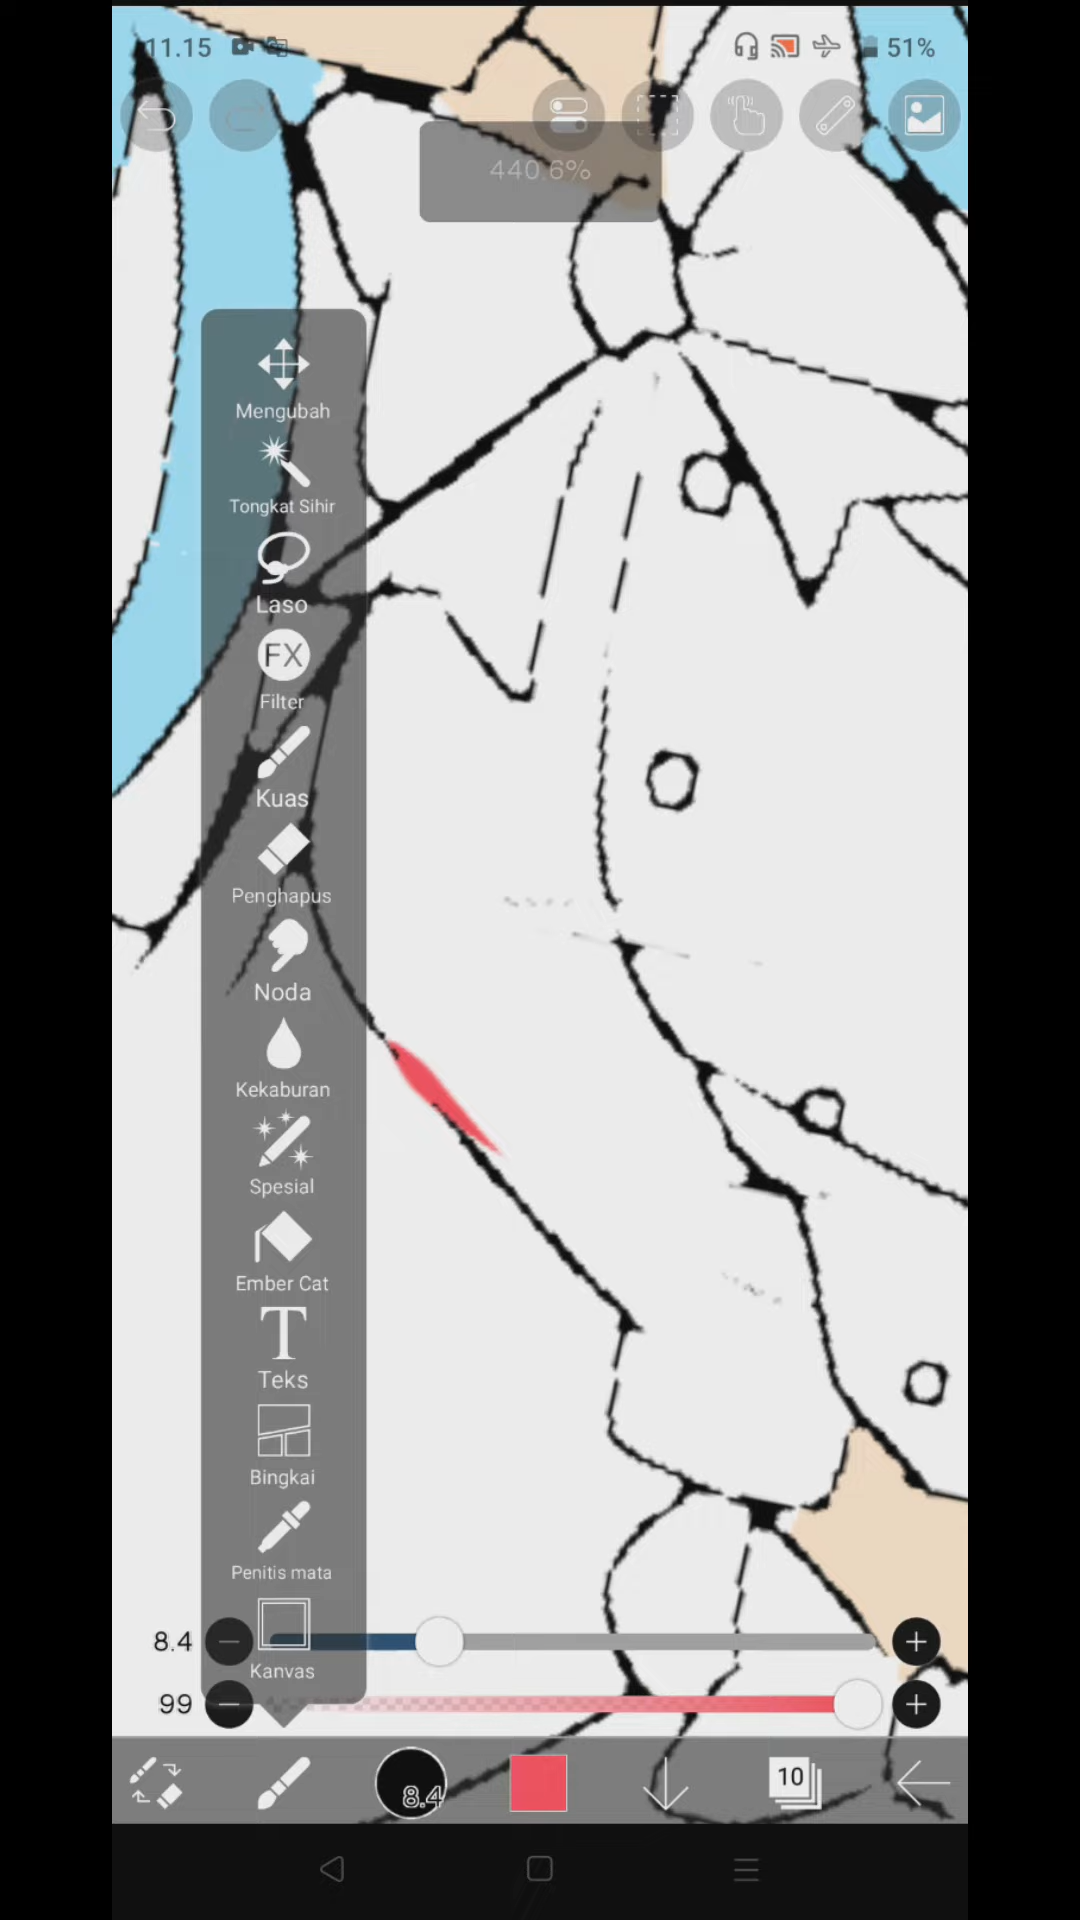 11.15
51%
440.6%
Mengubah
Tongkat Sihir
Laso
FX
Filter
Kuas
Penghapus
Noda
Kekaburan
Spesial
Ember Cat
T
Teks
Bingkai
Penitis mata
Kanvas
8.4
99
8.4
10